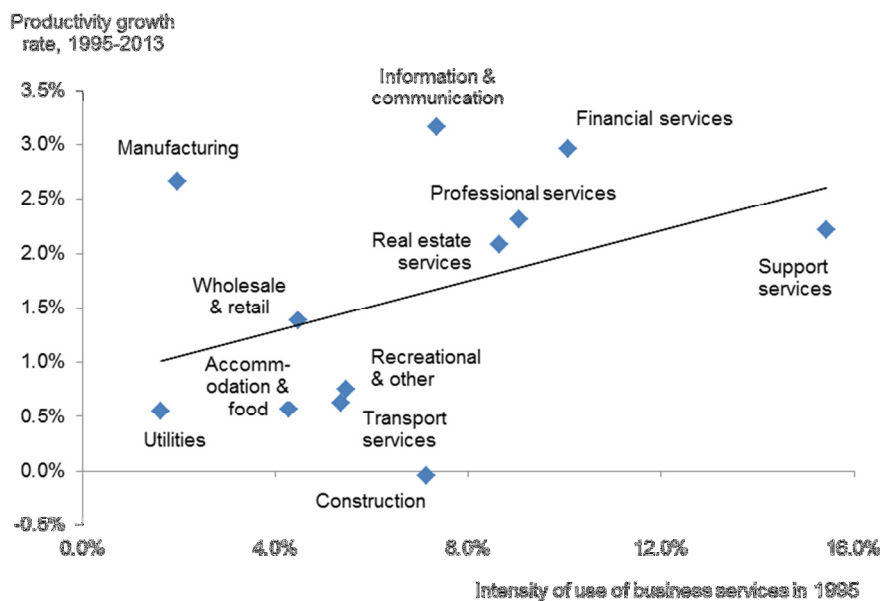 Productivity growth
rate, 1995-2013
3.5%
3.0%
2.5%
2.0%
1.5%
1.0%
0.5%
0.0%
-0.5%
Information &
communication
Financial services
Manufacturing
Professional services
Real estate
services
Support
services
Wholesale
& retail
Accomm-
odation &
food
Recreational
& other
Utilities
Transport
services
Construction
0.0%
4.0%
8.0%
12.0%
16.0%
Intensity of use of business services in 1995